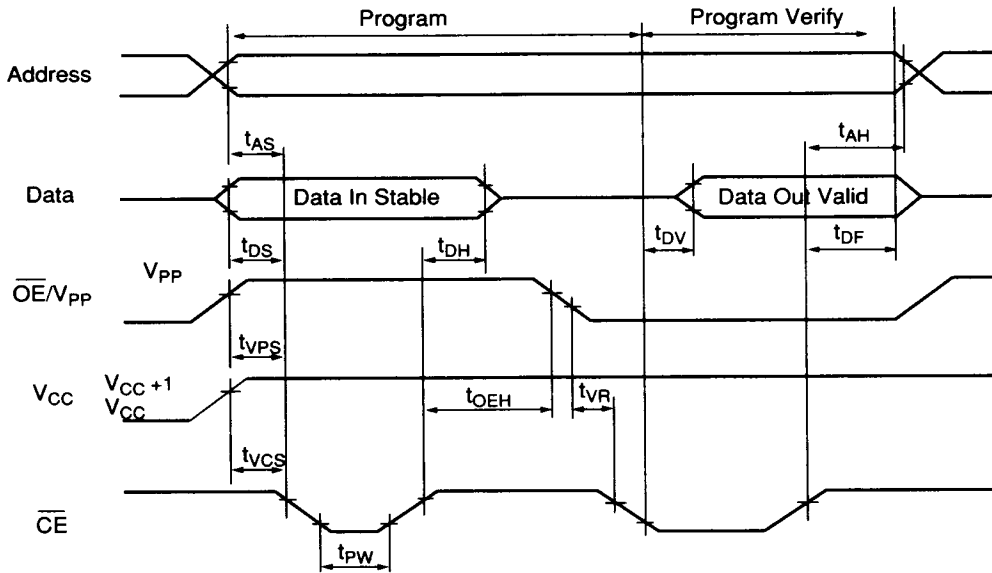 Program
Program Verify
Address
tAS
tAH
Data
Data In Stable
Data Out Valid
tDS
tDH
tDV
tDF
VPP
OE/VPP
tVPS
VCC
VCC +1
VCC
tOEH
tVR
tVCS
CE
tPW